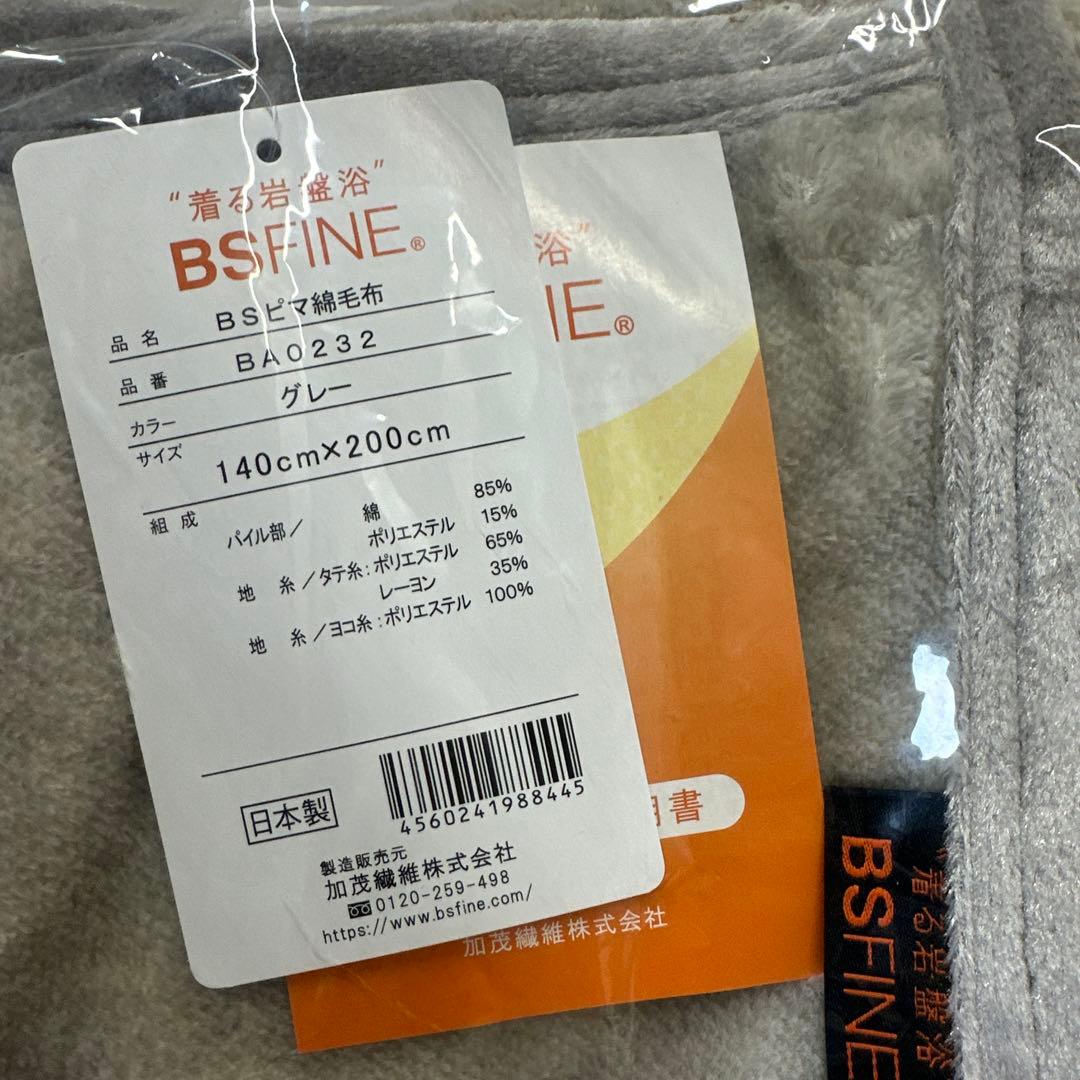 “着る岩盤浴”
BSFINE®
品名 BSピマ綿毛布
品番 BA0232
カラー グレー
サイズ 140cm×200cm
組成 パイル部/ 綿 85%
ポリエステル 15%
地 糸/タテ糸:ポリエステル 65%
レーヨン 35%
地 糸/ヨコ糸:ポリエステル 100%
4560241988445
日本製
製造販売元
加茂繊維株式会社
0120-259-498
https://www.bsfine.com/
浴”
INE®
書
加茂繊維株式会社
着る岩盤浴
BSFINE